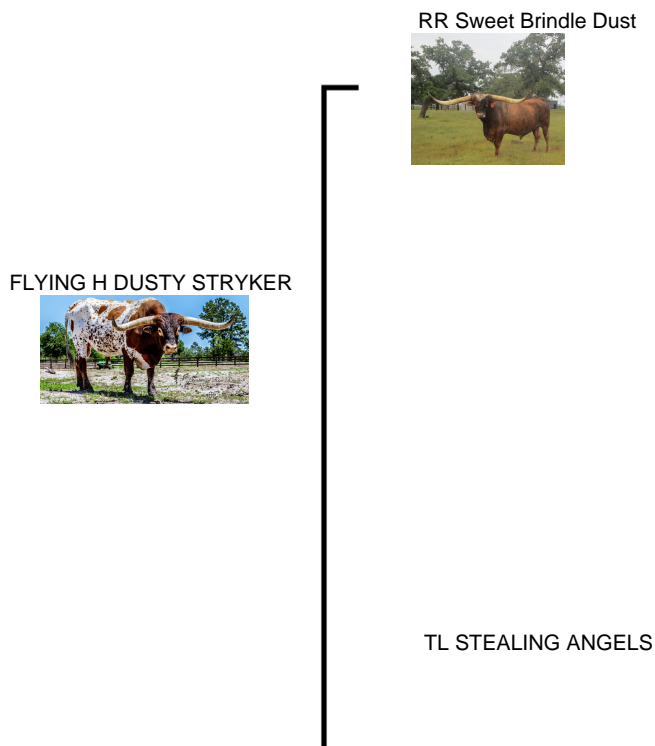 RR Sweet Brindle Dust
FLYING H DUSTY STRYKER
TL STEALING ANGELS